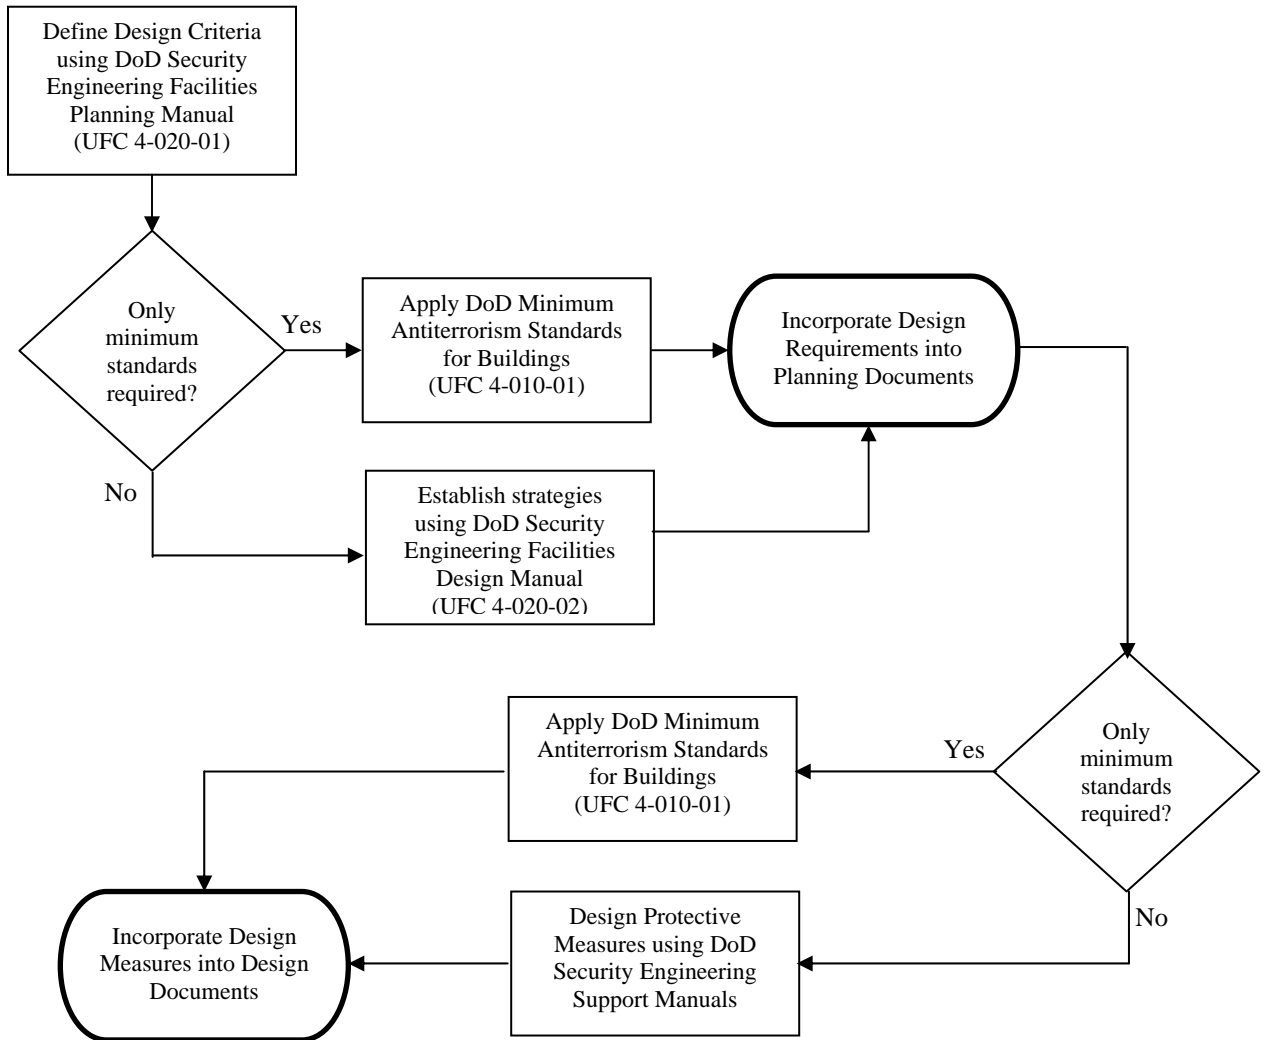 Define Design Criteria
using DoD Security
Engineering Facilities
Planning Manual
(UFC 4-020-01)
Only
minimum
standards
required?
Yes
Apply DoD Minimum
Antiterrorism Standards
for Buildings
(UFC 4-010-01)
Incorporate Design
Requirements into
Planning Documents
No
Establish strategies
using DoD Security
Engineering Facilities
Design Manual
(UFC 4-020-02)
Only
minimum
standards
required?
Yes
Apply DoD Minimum
Antiterrorism Standards
for Buildings
(UFC 4-010-01)
No
Design Protective
Measures using DoD
Security Engineering
Support Manuals
Incorporate Design
Measures into Design
Documents